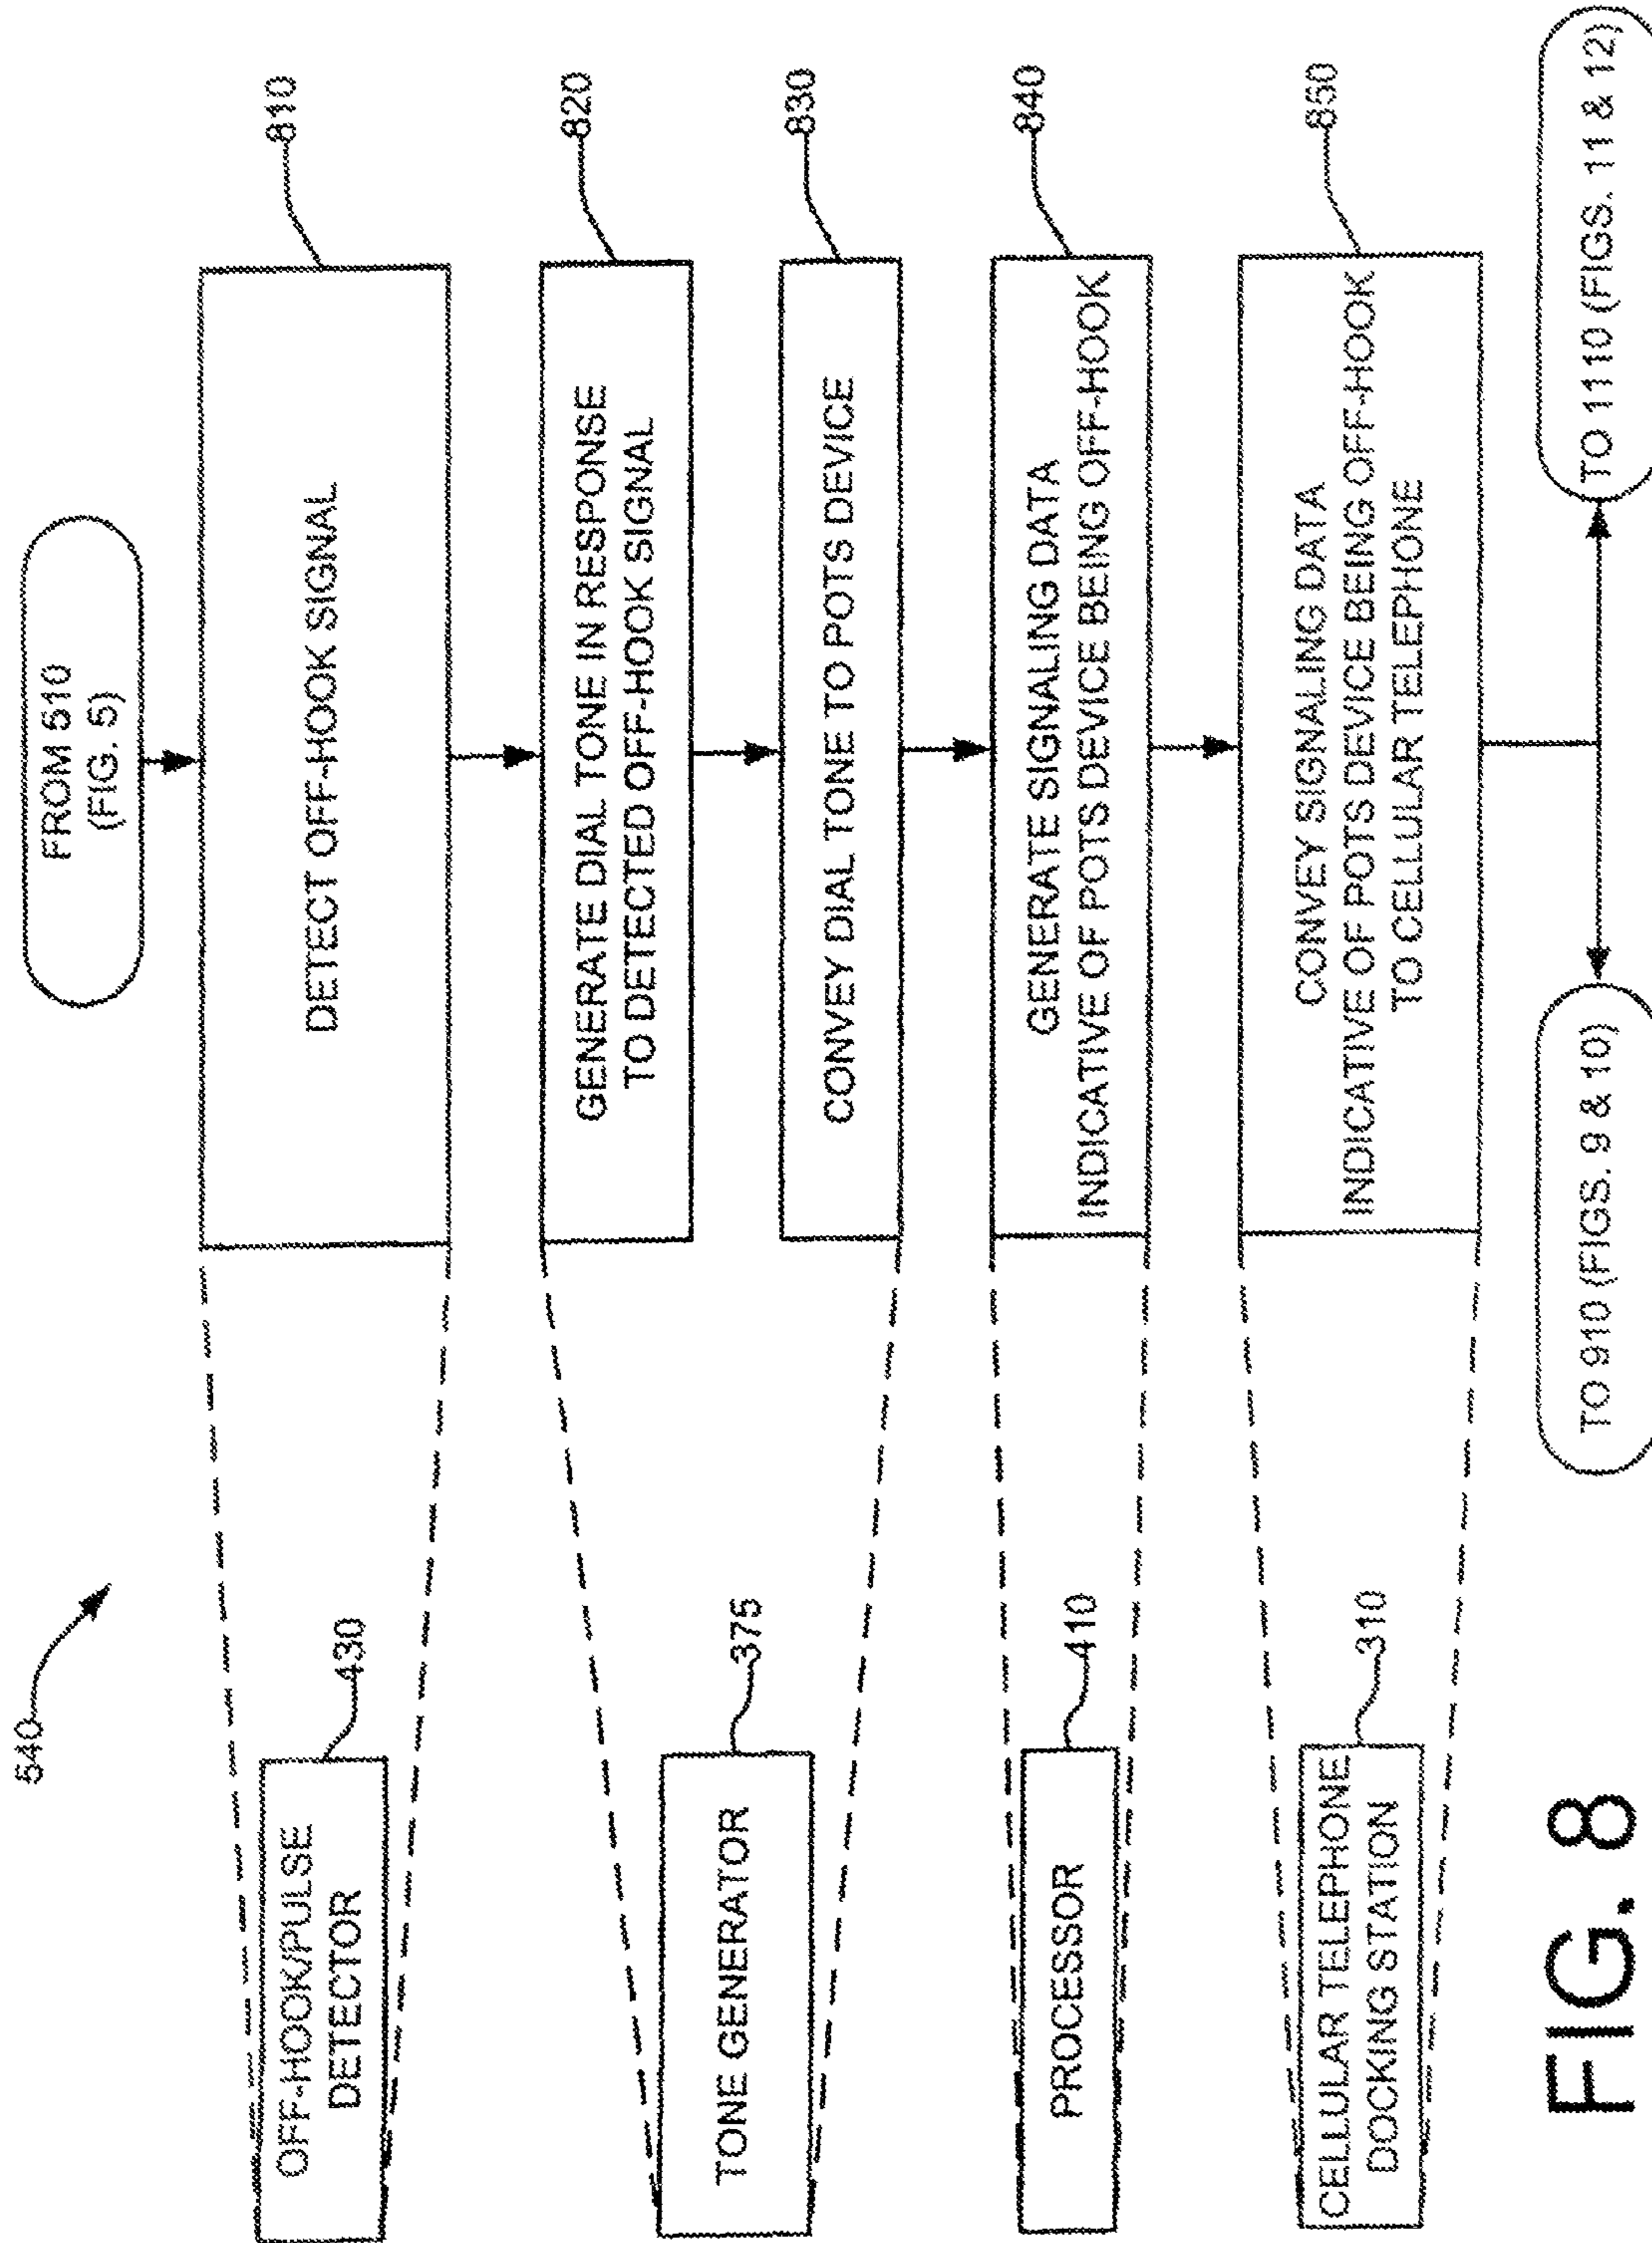 540
FROM 510
(FIG. 5)
OFF-HOOK/PULSE
DETECTOR
430
DETECT OFF-HOOK SIGNAL
810
TONE GENERATOR
375
GENERATE DIAL TONE IN RESPONSE
TO DETECTED OFF-HOOK SIGNAL
820
CONVEY DIAL TONE TO POTS DEVICE
830
PROCESSOR
410
GENERATE SIGNALING DATA
INDICATIVE OF POTS DEVICE BEING OFF-HOOK
840
CELLULAR TELEPHONE
DOCKING STATION
310
CONVEY SIGNALING DATA
INDICATIVE OF POTS DEVICE BEING OFF-HOOK
TO CELLULAR TELEPHONE
850
TO 910 (FIGS. 9 & 10)
TO 1110 (FIGS. 11 & 12)
FIG. 8